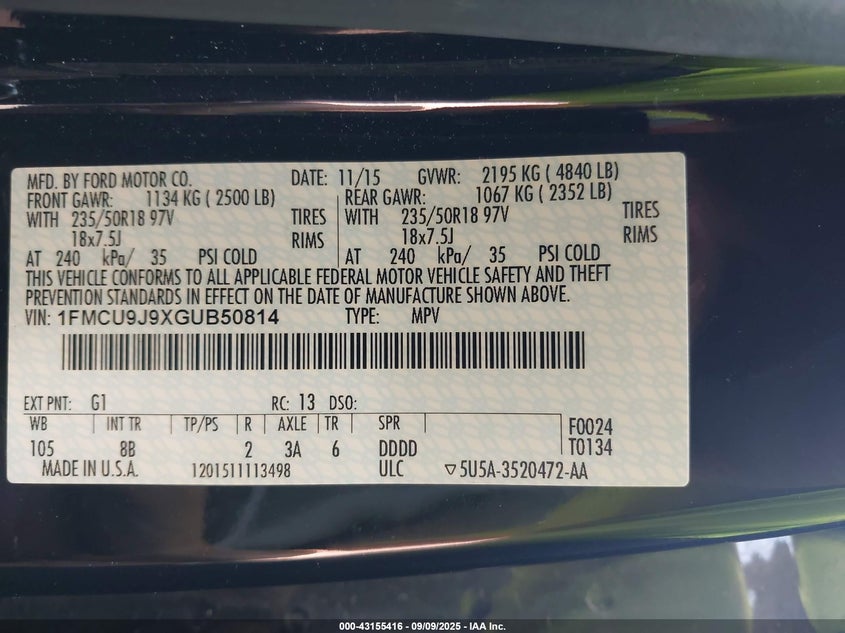 MFD. BY FORD MOTOR CO. DATE: 11/15 GVWR: 2195 KG ( 4840 LB)
FRONT GAWR: 1134 KG ( 2500 LB) REAR GAWR: 1067 KG ( 2352 LB)
WITH 235/50R18 97V TIRES WITH 235/50R18 97V TIRES
18x7.5J RIMS 18x7.5J RIMS
AT 240 kPa/ 35 PSI COLD AT 240 kPa/ 35 PSI COLD
THIS VEHICLE CONFORMS TO ALL APPLICABLE FEDERAL MOTOR VEHICLE SAFETY AND THEFT
PREVENTION STANDARDS IN EFFECT ON THE DATE OF MANUFACTURE SHOWN ABOVE.
VIN: 1FMCU9J9XGUB50814 TYPE: MPV
EXT PNT: G1 RC: 13 DSO:
WB INT TR TP/PS R AXLE TR SPR F0024
105 8B 2 3A 6 DDDD T0134
MADE IN U.S.A. 1201511113498 ULC ▽5U5A-3520472-AA
000-43155416 - 09/09/2025 - IAA Inc.